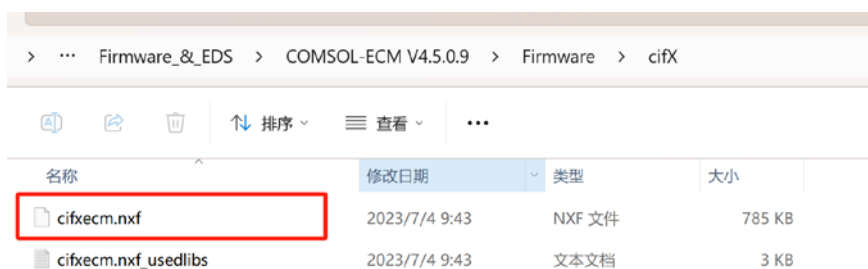 > ··· Firmware_&_EDS > COMSOL-ECM V4.5.0.9 > Firmware > cifX
排序 查看 ···
名称 修改日期 类型 大小
cifxecm.nxf 2023/7/4 9:43 NXF 文件 785 KB
cifxecm.nxf_usedlibs 2023/7/4 9:43 文本文档 3 KB